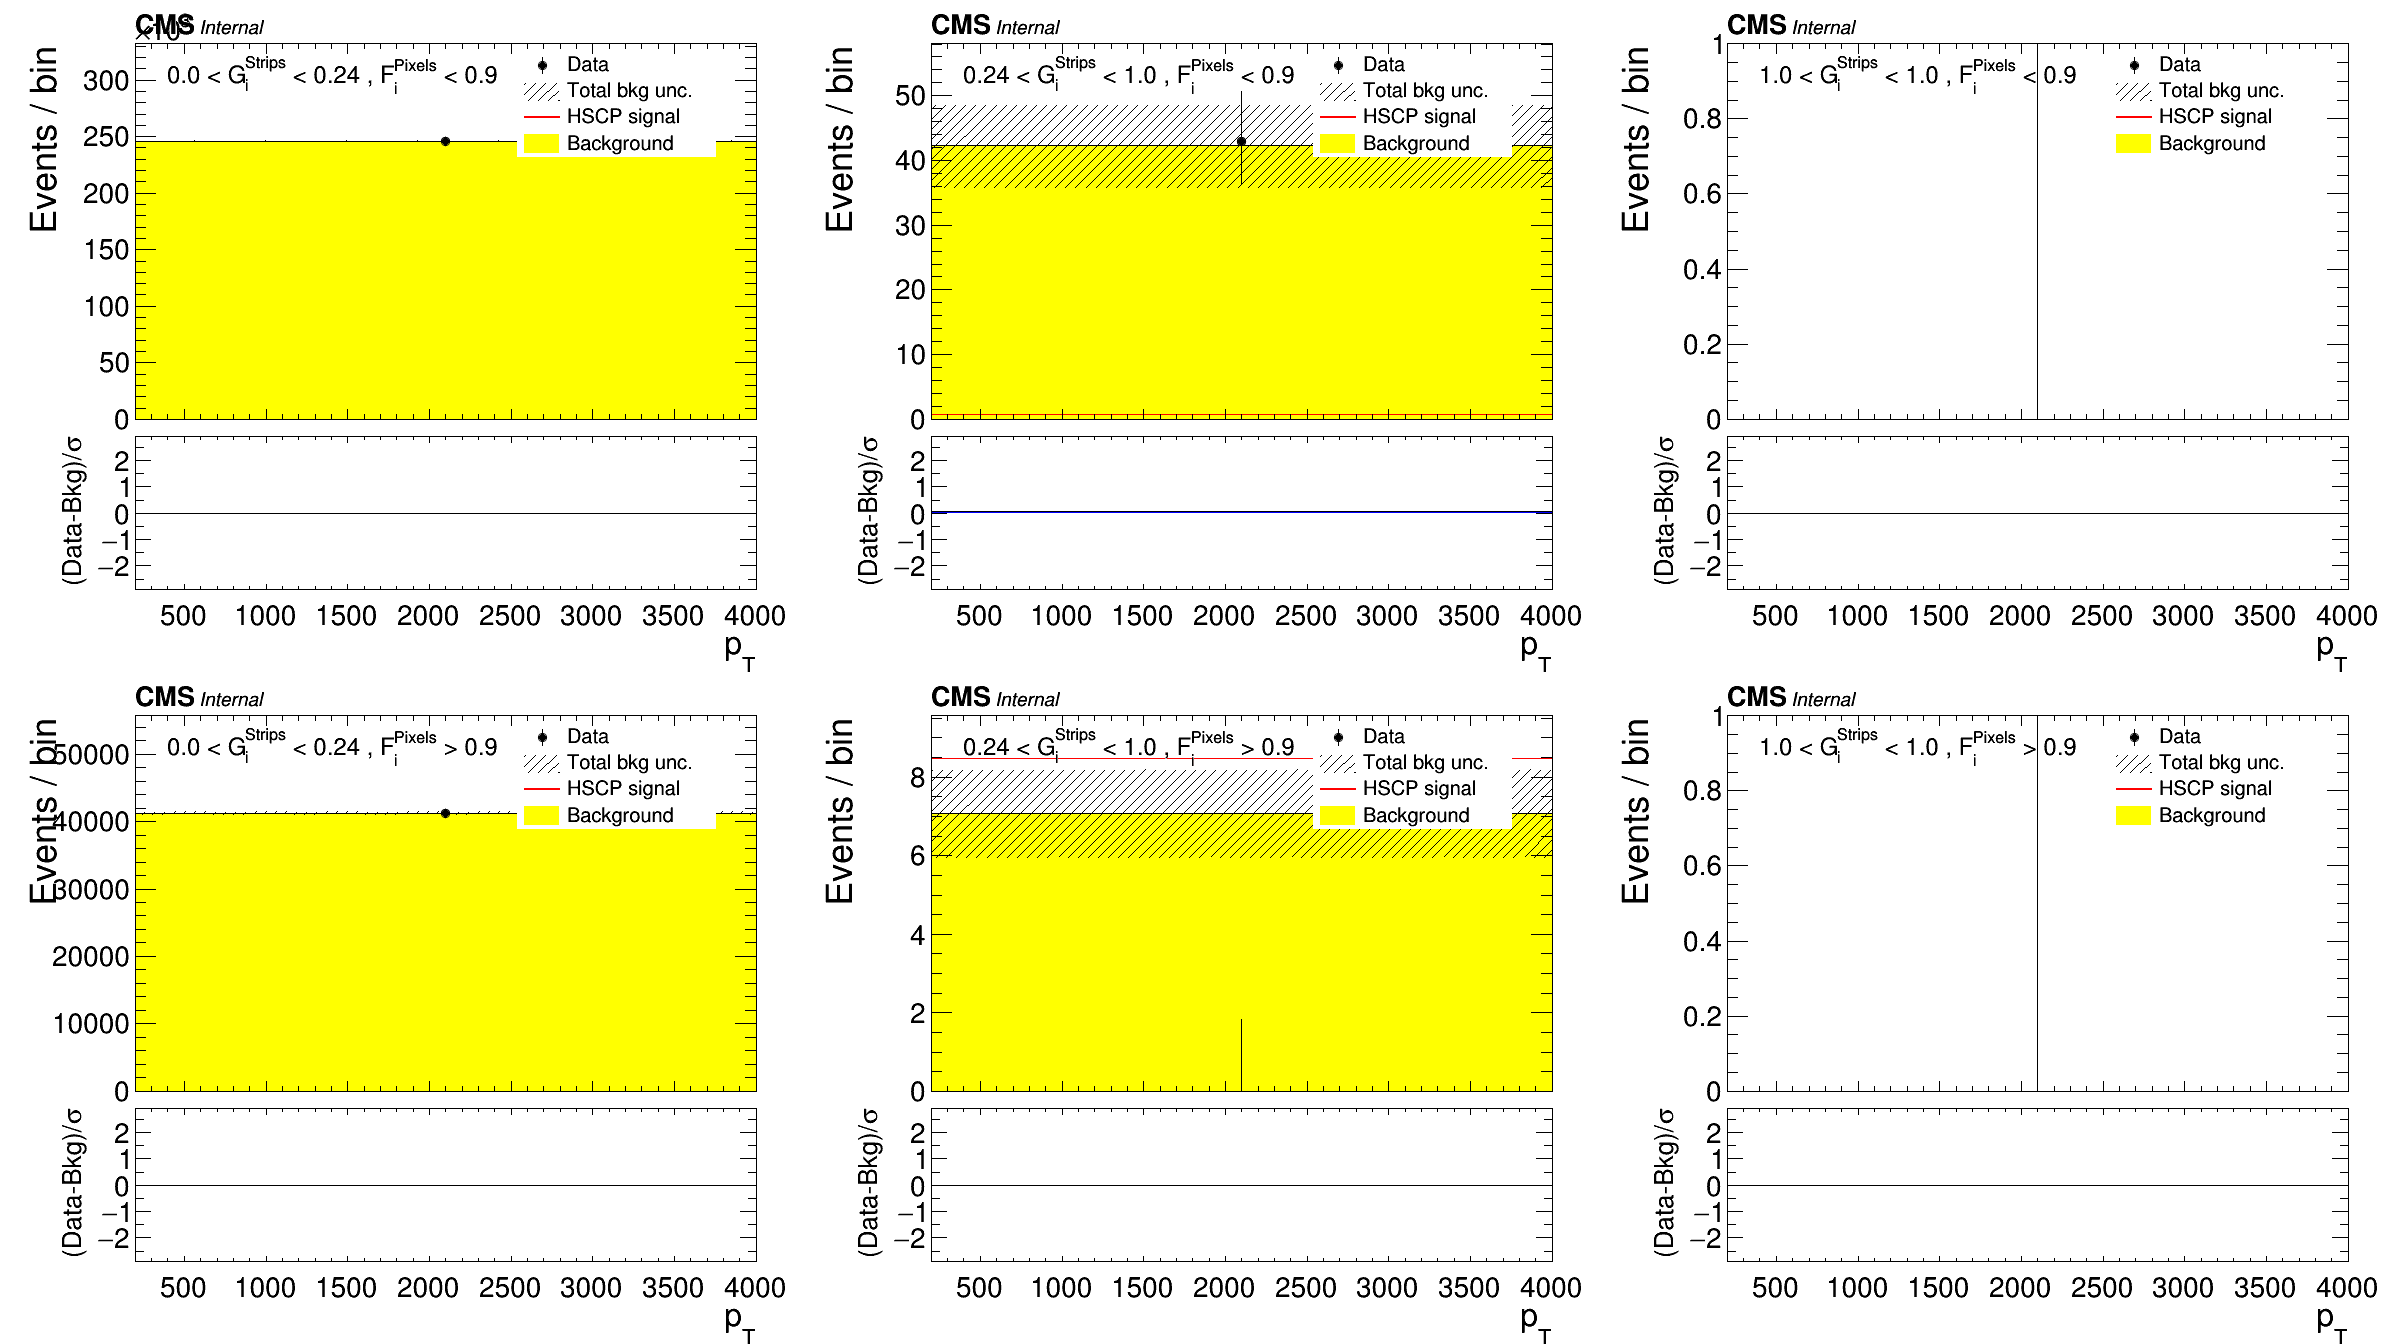 CMS Internal
×10³
Events / bin
0.0 < G_i^Strips < 0.24 , F_i^Pixels < 0.9
Data
Total bkg unc.
HSCP signal
Background
300
250
200
150
100
50
0
(Data-Bkg)/σ
2
1
0
−1
−2
500 1000 1500 2000 2500 3000 3500 4000
p_T
CMS Internal
Events / bin
0.24 < G_i^Strips < 1.0 , F_i^Pixels < 0.9
Data
Total bkg unc.
HSCP signal
Background
50
40
30
20
10
0
(Data-Bkg)/σ
2
1
0
−1
−2
500 1000 1500 2000 2500 3000 3500 4000
p_T
CMS Internal
Events / bin
1.0 < G_i^Strips < 1.0 , F_i^Pixels < 0.9
Data
Total bkg unc.
HSCP signal
Background
1
0.8
0.6
0.4
0.2
0
(Data-Bkg)/σ
2
1
0
−1
−2
500 1000 1500 2000 2500 3000 3500 4000
p_T
CMS Internal
Events / bin
0.0 < G_i^Strips < 0.24 , F_i^Pixels > 0.9
Data
Total bkg unc.
HSCP signal
Background
50000
40000
30000
20000
10000
0
(Data-Bkg)/σ
2
1
0
−1
−2
500 1000 1500 2000 2500 3000 3500 4000
p_T
CMS Internal
Events / bin
0.24 < G_i^Strips < 1.0 , F_i^Pixels > 0.9
Data
Total bkg unc.
HSCP signal
Background
8
6
4
2
0
(Data-Bkg)/σ
2
1
0
−1
−2
500 1000 1500 2000 2500 3000 3500 4000
p_T
CMS Internal
Events / bin
1.0 < G_i^Strips < 1.0 , F_i^Pixels > 0.9
Data
Total bkg unc.
HSCP signal
Background
1
0.8
0.6
0.4
0.2
0
(Data-Bkg)/σ
2
1
0
−1
−2
500 1000 1500 2000 2500 3000 3500 4000
p_T